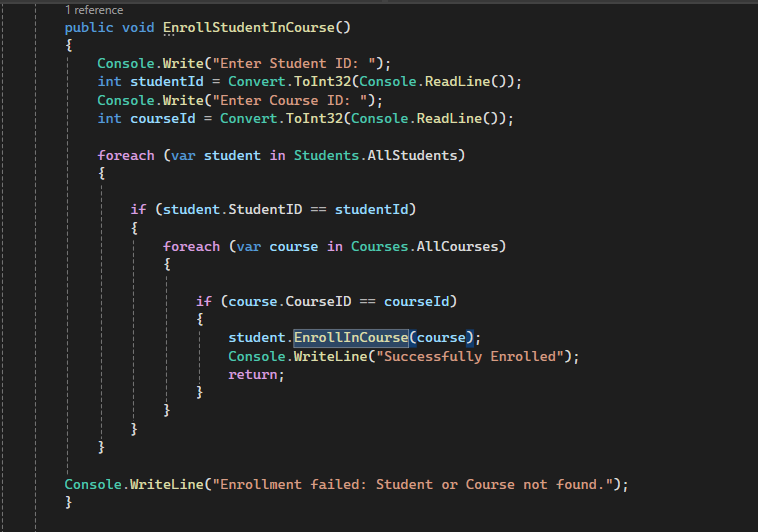 1 reference
public void EnrollStudentInCourse()
{
Console.Write("Enter Student ID: ");
int studentId = Convert.ToInt32(Console.ReadLine());
Console.Write("Enter Course ID: ");
int courseId = Convert.ToInt32(Console.ReadLine());
foreach (var student in Students.AllStudents)
{
if (student.StudentID == studentId)
{
foreach (var course in Courses.AllCourses)
{
if (course.CourseID == courseId)
{
student.EnrollInCourse(course);
Console.WriteLine("Successfully Enrolled");
return;
}
}
}
}
Console.WriteLine("Enrollment failed: Student or Course not found.");
}